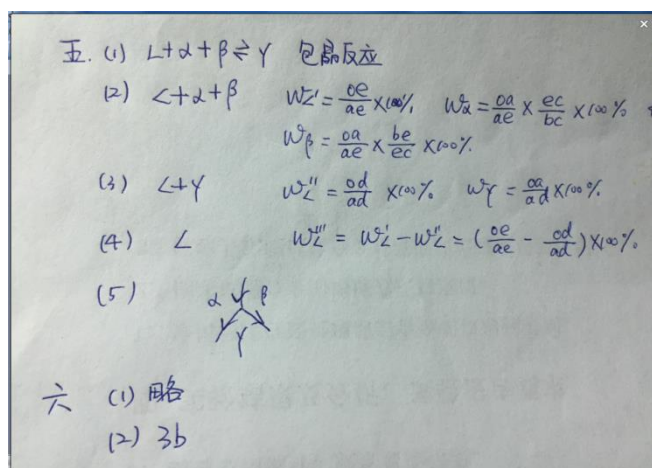 五. (1) L+α+β⇌γ 包晶反应
(2) L+α+β W_L' = oe/ae ×100%, W_α = oa/ae × ec/bc ×100%
W_β = oa/ae × be/ec ×100%.
(3) L+γ W_L'' = od/ad ×100% W_γ = oa/ad ×100%.
(4) L W_L''' = W_L' - W_L'' = (oe/ae - od/ad)×100%.
(5) α L β
γ
六 (1) 略
(2) 3b